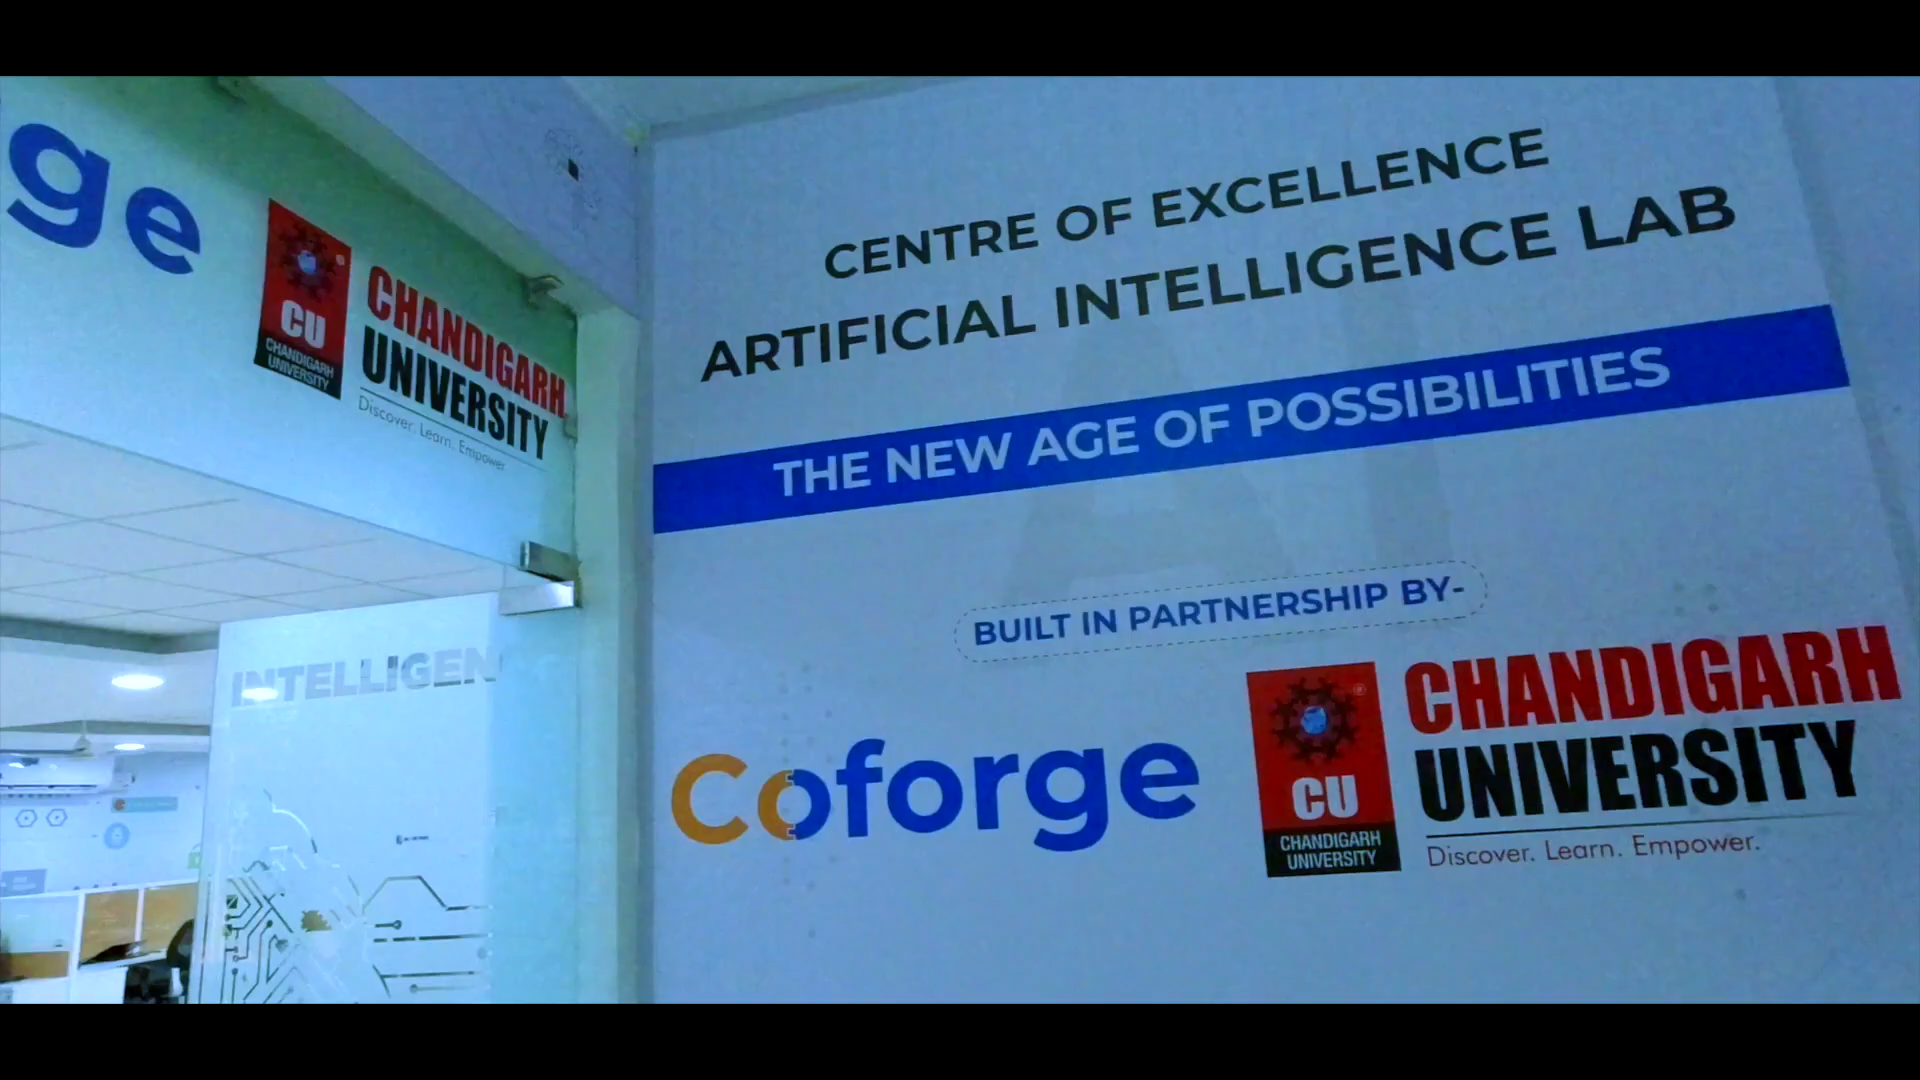 ge
CU
CHANDIGARH
UNIVERSITY
CHANDIGARH
UNIVERSITY
Discover. Learn. Empower
INTELLIGEN
CENTRE OF EXCELLENCE
ARTIFICIAL INTELLIGENCE LAB
THE NEW AGE OF POSSIBILITIES
AI
BUILT IN PARTNERSHIP BY-
Coforge
CU
CHANDIGARH
UNIVERSITY
CHANDIGARH
UNIVERSITY
Discover. Learn. Empower.